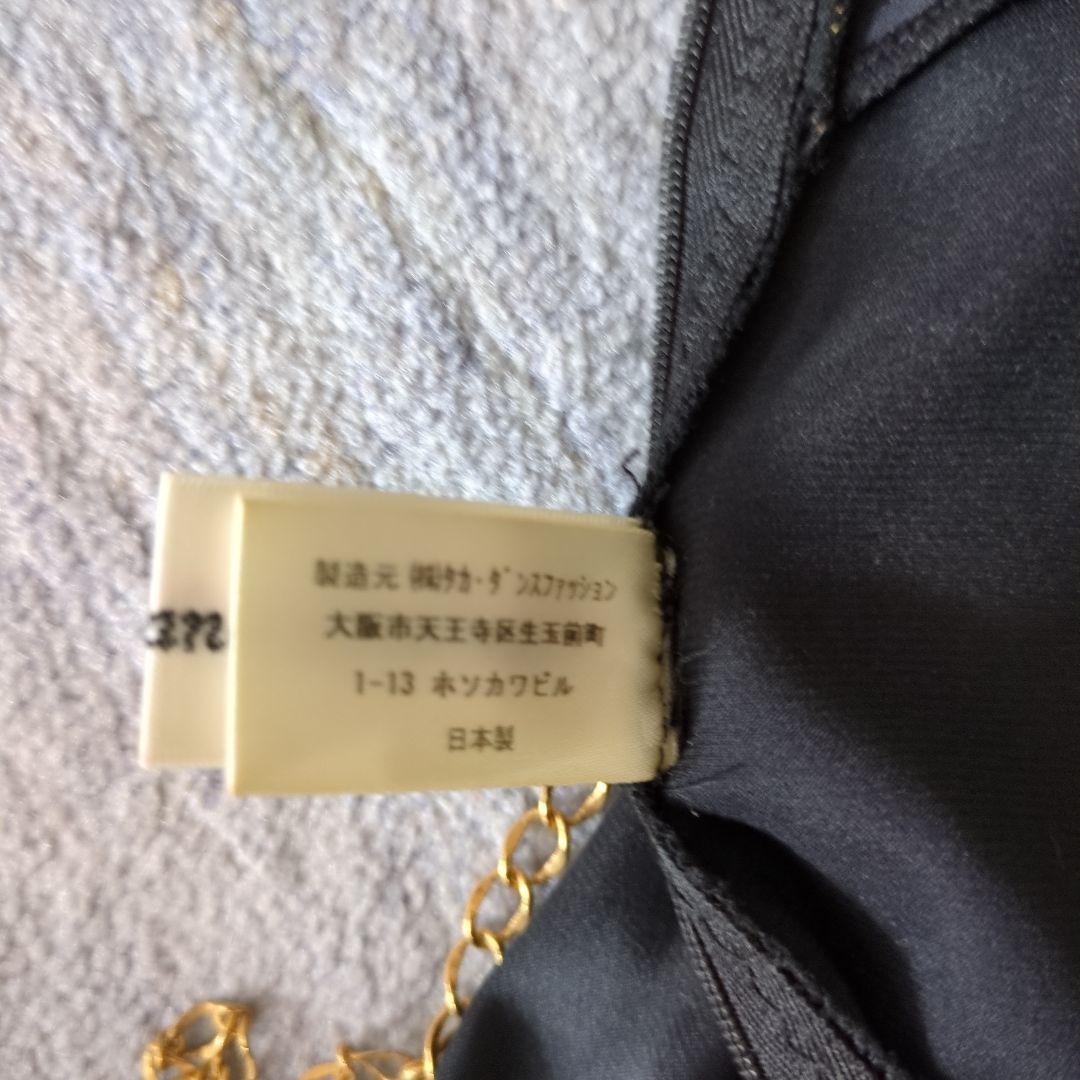 製造元 ㈱タカ・ダンスファッション
大阪市天王寺区生玉前町
1-13 ホソカワビル
日本製